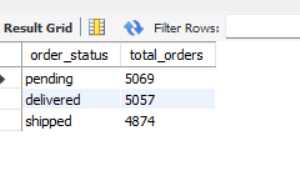 Result Grid Filter Rows:
order_status total_orders
pending 5069
delivered 5057
shipped 4874